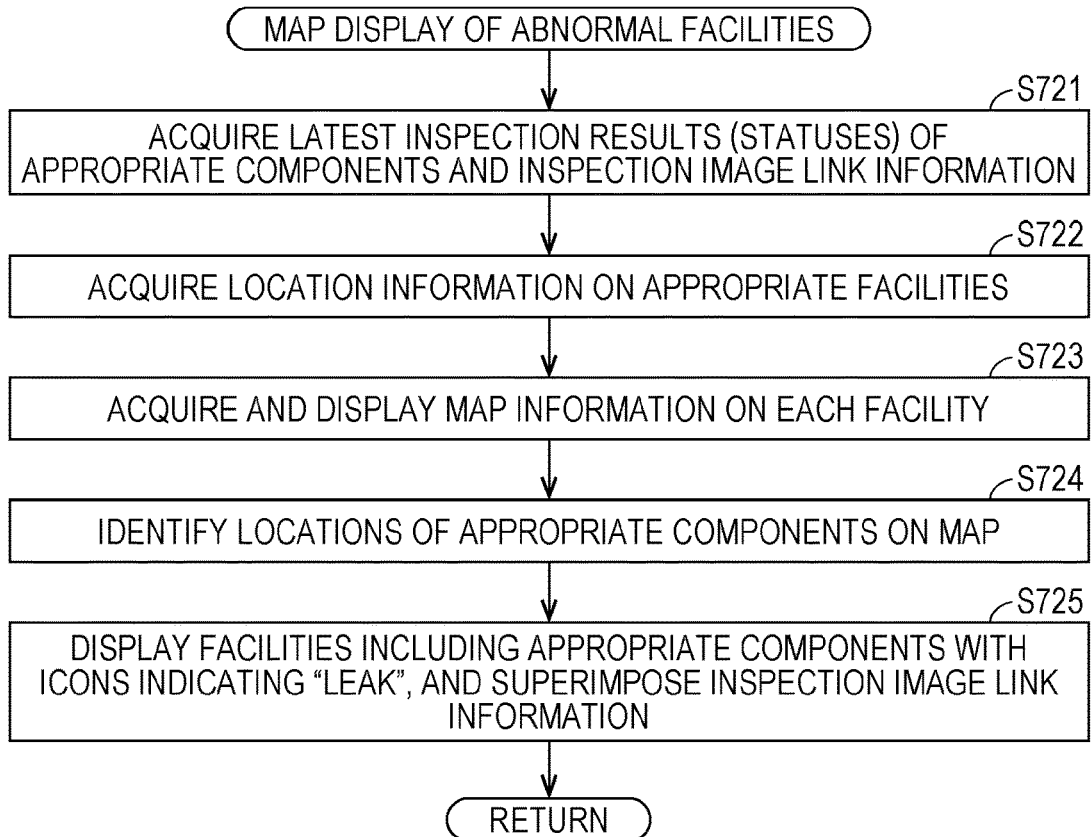 MAP DISPLAY OF ABNORMAL FACILITIES
S721
ACQUIRE LATEST INSPECTION RESULTS (STATUSES) OF
APPROPRIATE COMPONENTS AND INSPECTION IMAGE LINK INFORMATION
S722
ACQUIRE LOCATION INFORMATION ON APPROPRIATE FACILITIES
S723
ACQUIRE AND DISPLAY MAP INFORMATION ON EACH FACILITY
S724
IDENTIFY LOCATIONS OF APPROPRIATE COMPONENTS ON MAP
S725
DISPLAY FACILITIES INCLUDING APPROPRIATE COMPONENTS WITH
ICONS INDICATING “LEAK”, AND SUPERIMPOSE INSPECTION IMAGE LINK
INFORMATION
RETURN